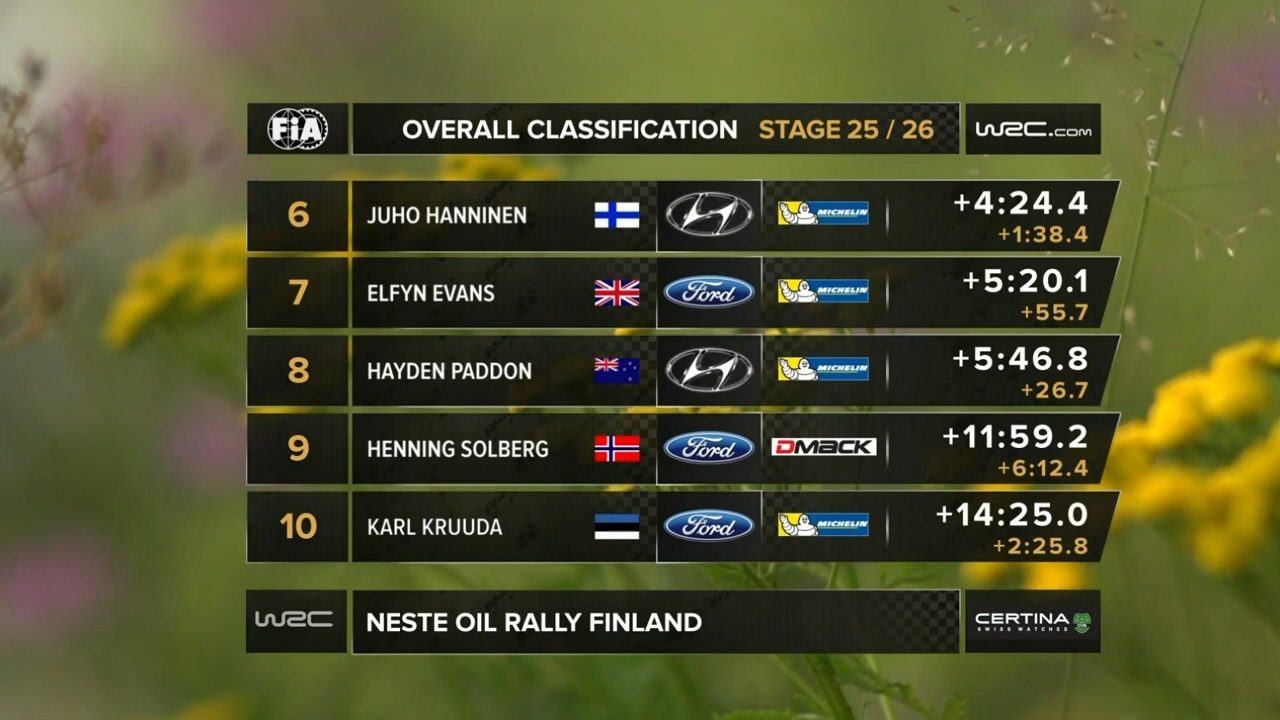 FiA OVERALL CLASSIFICATION STAGE 25 / 26 WRC.COM
6 JUHO HANNINEN MICHELIN +4:24.4
+1:38.4
7 ELFYN EVANS Ford MICHELIN +5:20.1
+55.7
8 HAYDEN PADDON MICHELIN +5:46.8
+26.7
9 HENNING SOLBERG Ford DMACK +11:59.2
+6:12.4
10 KARL KRUUDA Ford MICHELIN +14:25.0
+2:25.8
WRC NESTE OIL RALLY FINLAND CERTINA
SWISS WATCHES